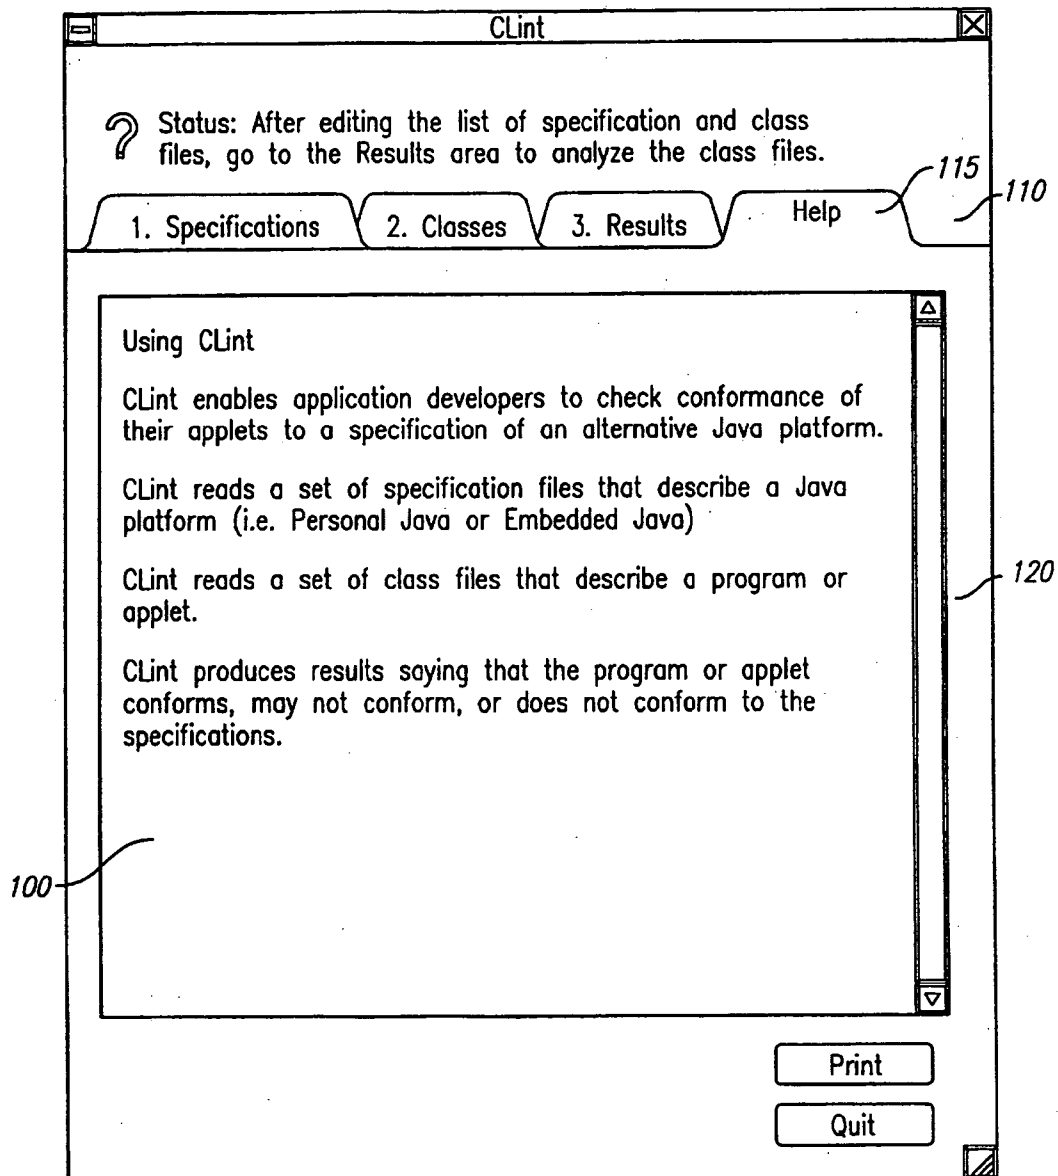 CLint
Status: After editing the list of specification and class
files, go to the Results area to analyze the class files.
115
110
1. Specifications
2. Classes
3. Results
Help
Using CLint
CLint enables application developers to check conformance of
their applets to a specification of an alternative Java platform.
CLint reads a set of specification files that describe a Java
platform (i.e. Personal Java or Embedded Java)
CLint reads a set of class files that describe a program or
applet.
120
CLint produces results saying that the program or applet
conforms, may not conform, or does not conform to the
specifications.
100
Print
Quit